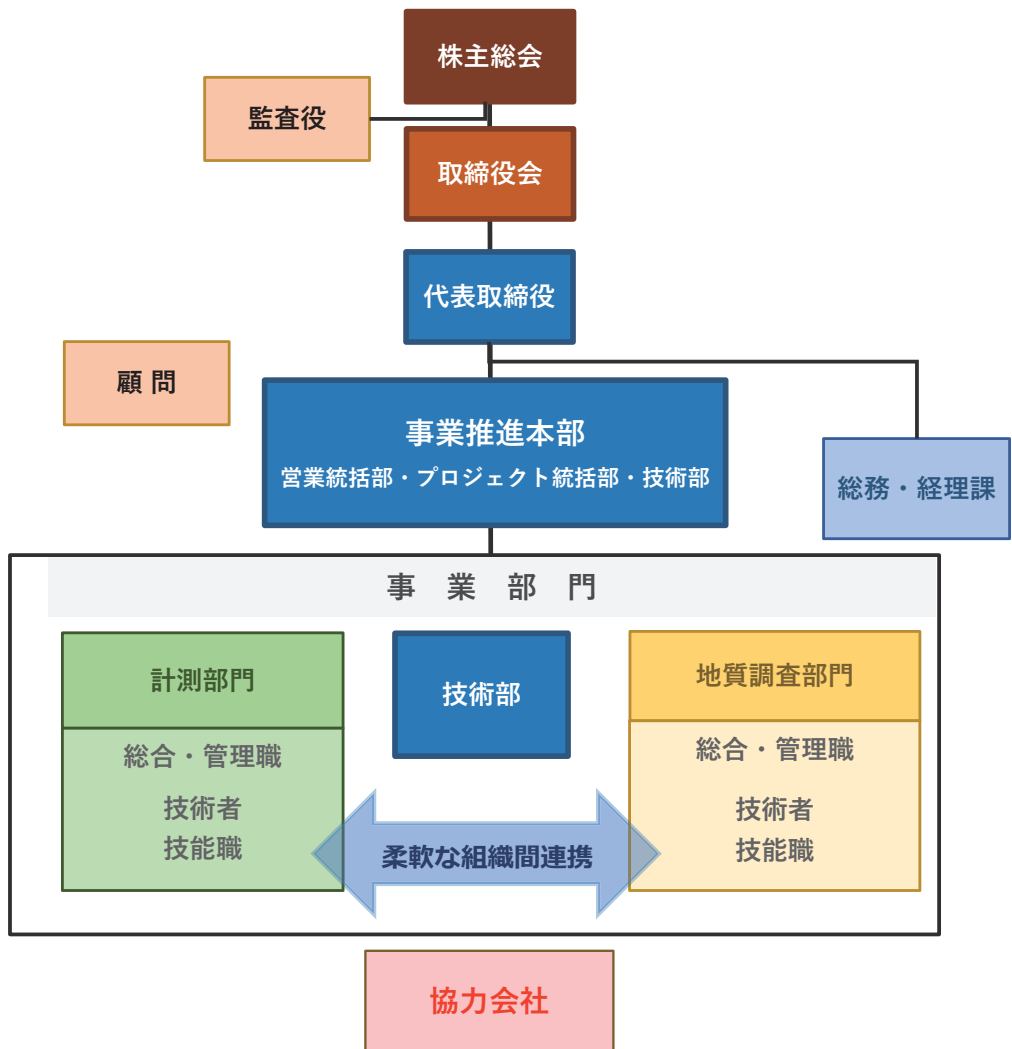 株主総会
監査役
取締役会
代表取締役
顧 問
事業推進本部
営業統括部・プロジェクト統括部・技術部
総務・経理課
事　業　部　門
計測部門
総合・管理職
技術者
技能職
技術部
地質調査部門
総合・管理職
技術者
技能職
柔軟な組織間連携
協力会社